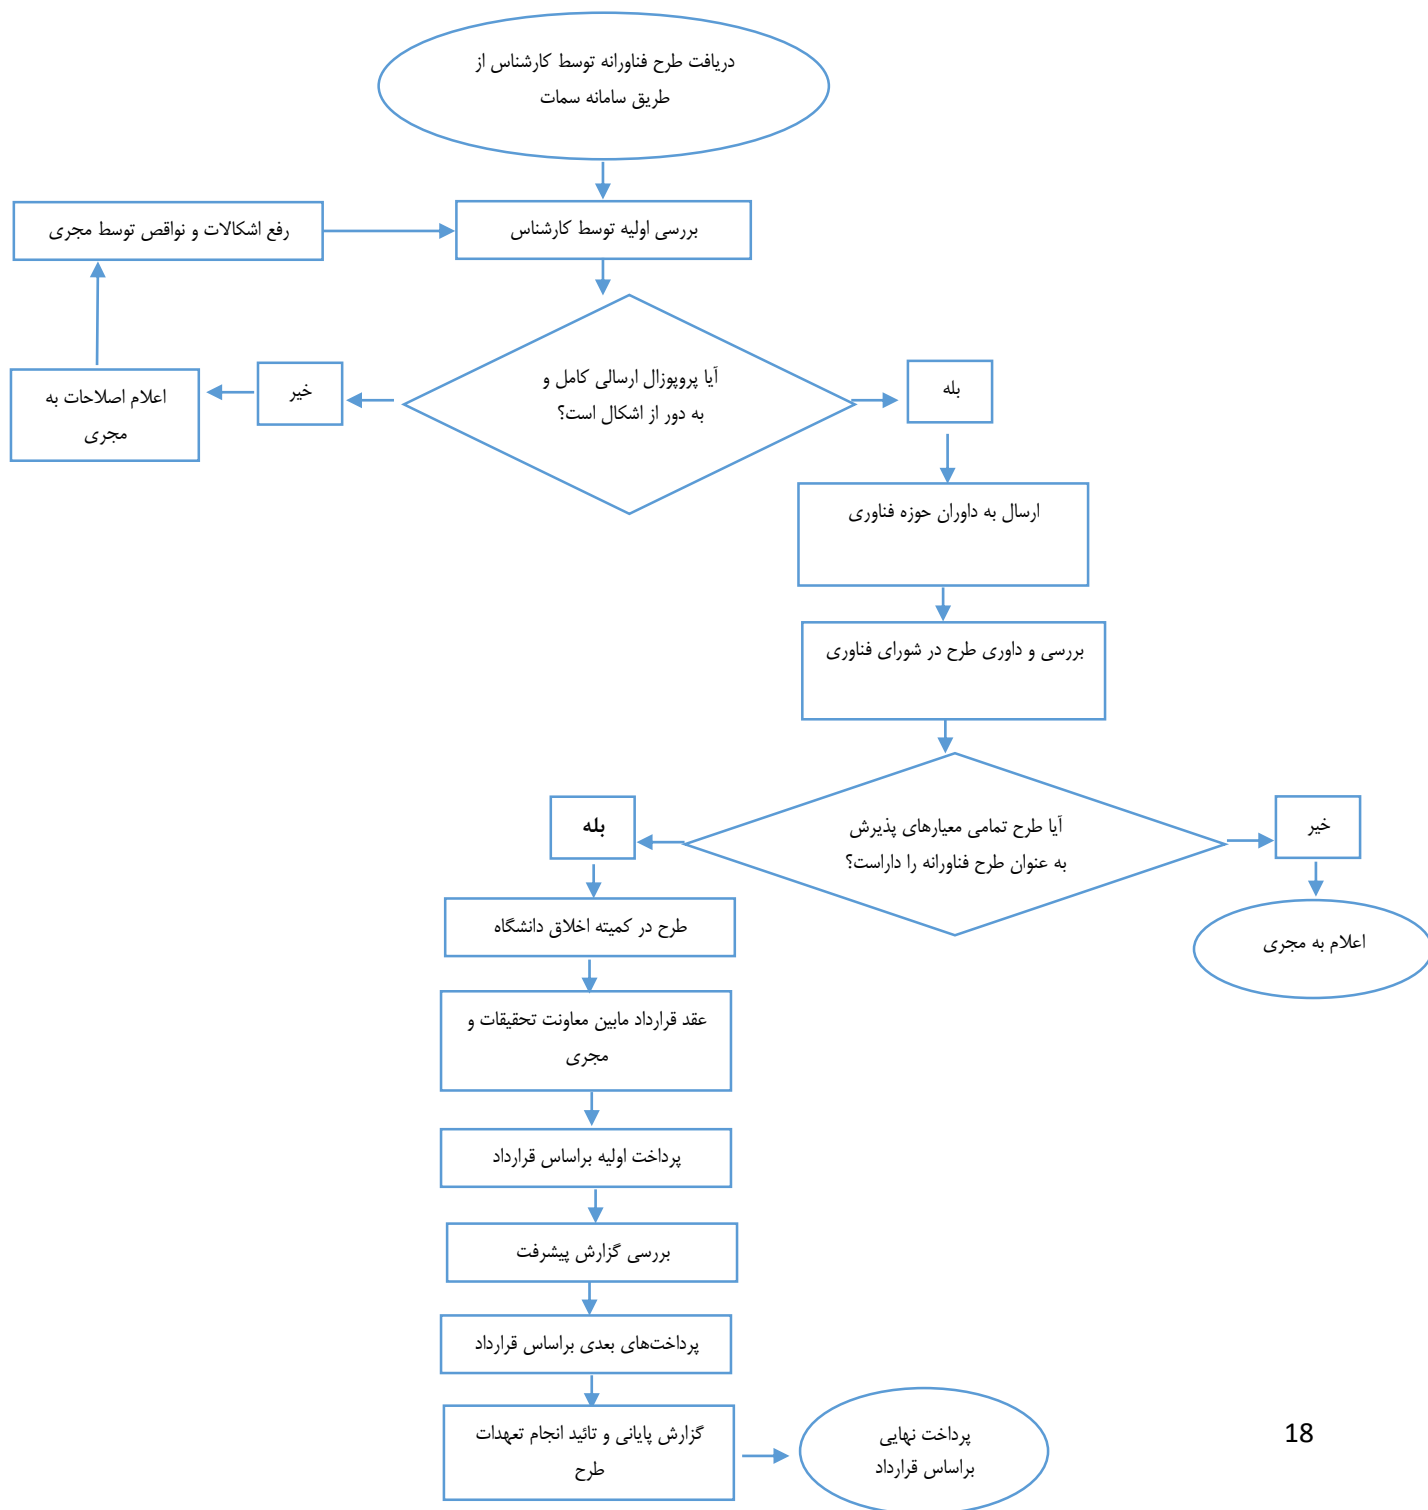 دریافت طرح فناورانه توسط کارشناس از
طریق سامانه سمات
بررسی اولیه توسط کارشناس
رفع اشکالات و نواقص توسط مجری
آیا پروپوزال ارسالی کامل و
به دور از اشکال است؟
بله
خیر
اعلام اصلاحات به
مجری
ارسال به داوران حوزه فناوری
بررسی و داوری طرح در شورای فناوری
آیا طرح تمامی معیارهای پذیرش
به عنوان طرح فناورانه را داراست؟
خیر
بله
اعلام به مجری
طرح در کمیته اخلاق دانشگاه
عقد قرارداد مابین معاونت تحقیقات و
مجری
پرداخت اولیه براساس قرارداد
بررسی گزارش پیشرفت
پرداخت‌های بعدی براساس قرارداد
گزارش پایانی و تائید انجام تعهدات
طرح
پرداخت نهایی
براساس قرارداد
18